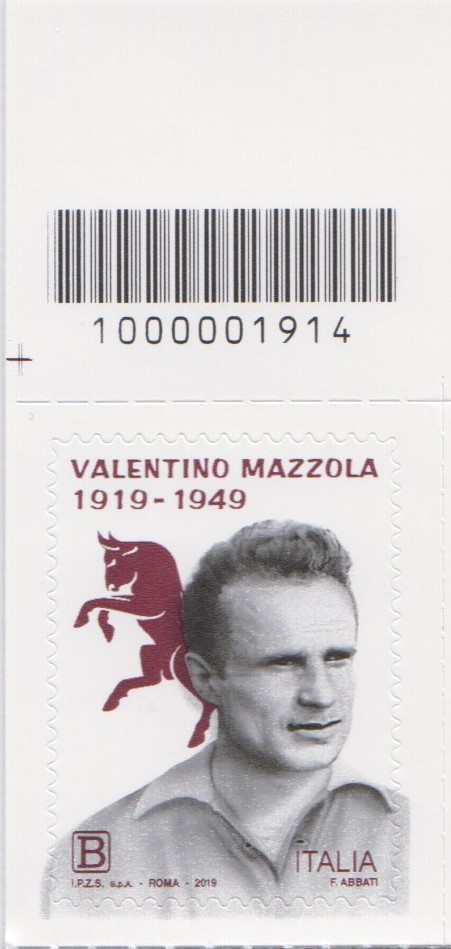 1000001914
VALENTINO MAZZOLA
1919 - 1949
B
ITALIA
I.P.Z.S. S.p.A. - ROMA - 2019
F. ABBATI